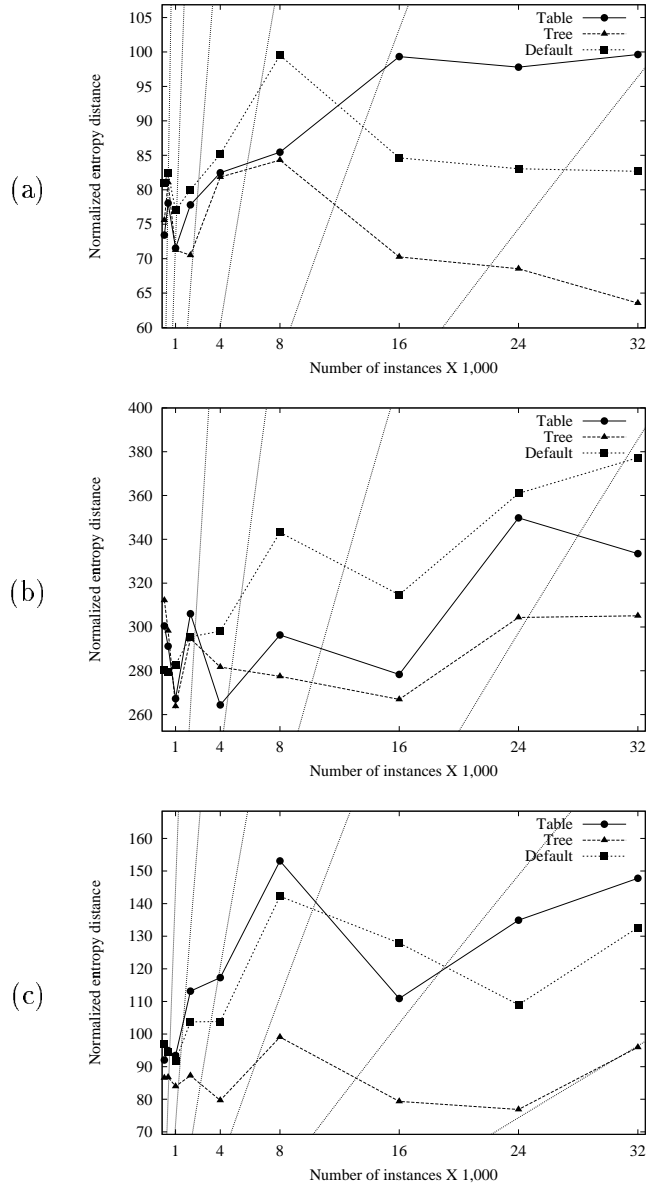 (a)
Normalized entropy distance
105
100
95
90
85
80
75
70
65
60
Table
Tree
Default
1 4 8 16 24 32
Number of instances X 1,000
(b)
Normalized entropy distance
400
380
360
340
320
300
280
260
Table
Tree
Default
1 4 8 16 24 32
Number of instances X 1,000
(c)
Normalized entropy distance
160
150
140
130
120
110
100
90
80
70
Table
Tree
Default
1 4 8 16 24 32
Number of instances X 1,000